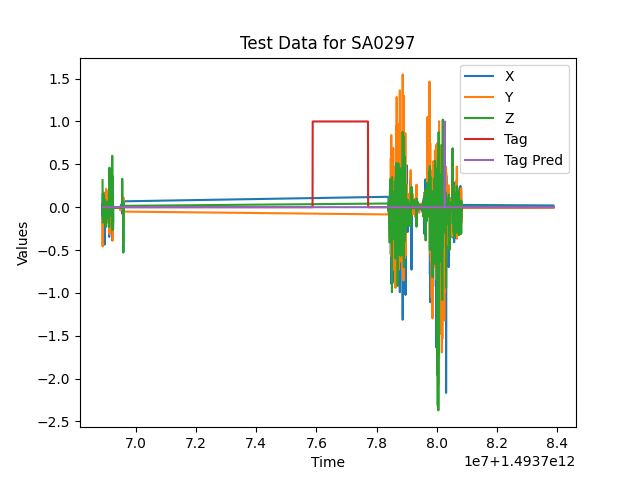 Test Data for SA0297
X
Y
Z
Tag
Tag Pred
Values
1.5
1.0
0.5
0.0
−0.5
−1.0
−1.5
−2.0
−2.5
7.0 7.2 7.4 7.6 7.8 8.0 8.2 8.4
Time
1e7+1.4937e12